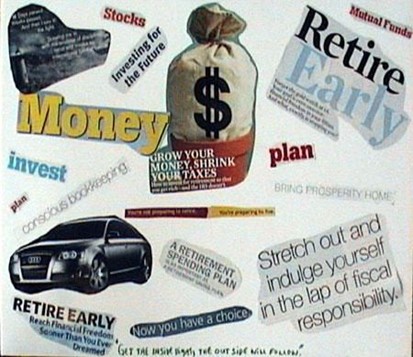 Stocks
Mutual Funds
Investing for
the Future
Retire
Early
$
Money
GROW YOUR
MONEY, SHRINK
YOUR TAXES
plan
invest
BRING PROSPERITY HOME
plan
conscious bookkeeping
You're not preparing to retire.
You're preparing to live.
A RETIREMENT
SPENDING PLAN
Stretch out and
indulge yourself
in the lap of fiscal
responsibility.
RETIRE EARLY
Reach Financial Freedom
Sooner Than You Ever
Dreamed
Now you have a choice.
"GET THE INSIDE RIGHT, THE OUTSIDE WILL FOLLOW."